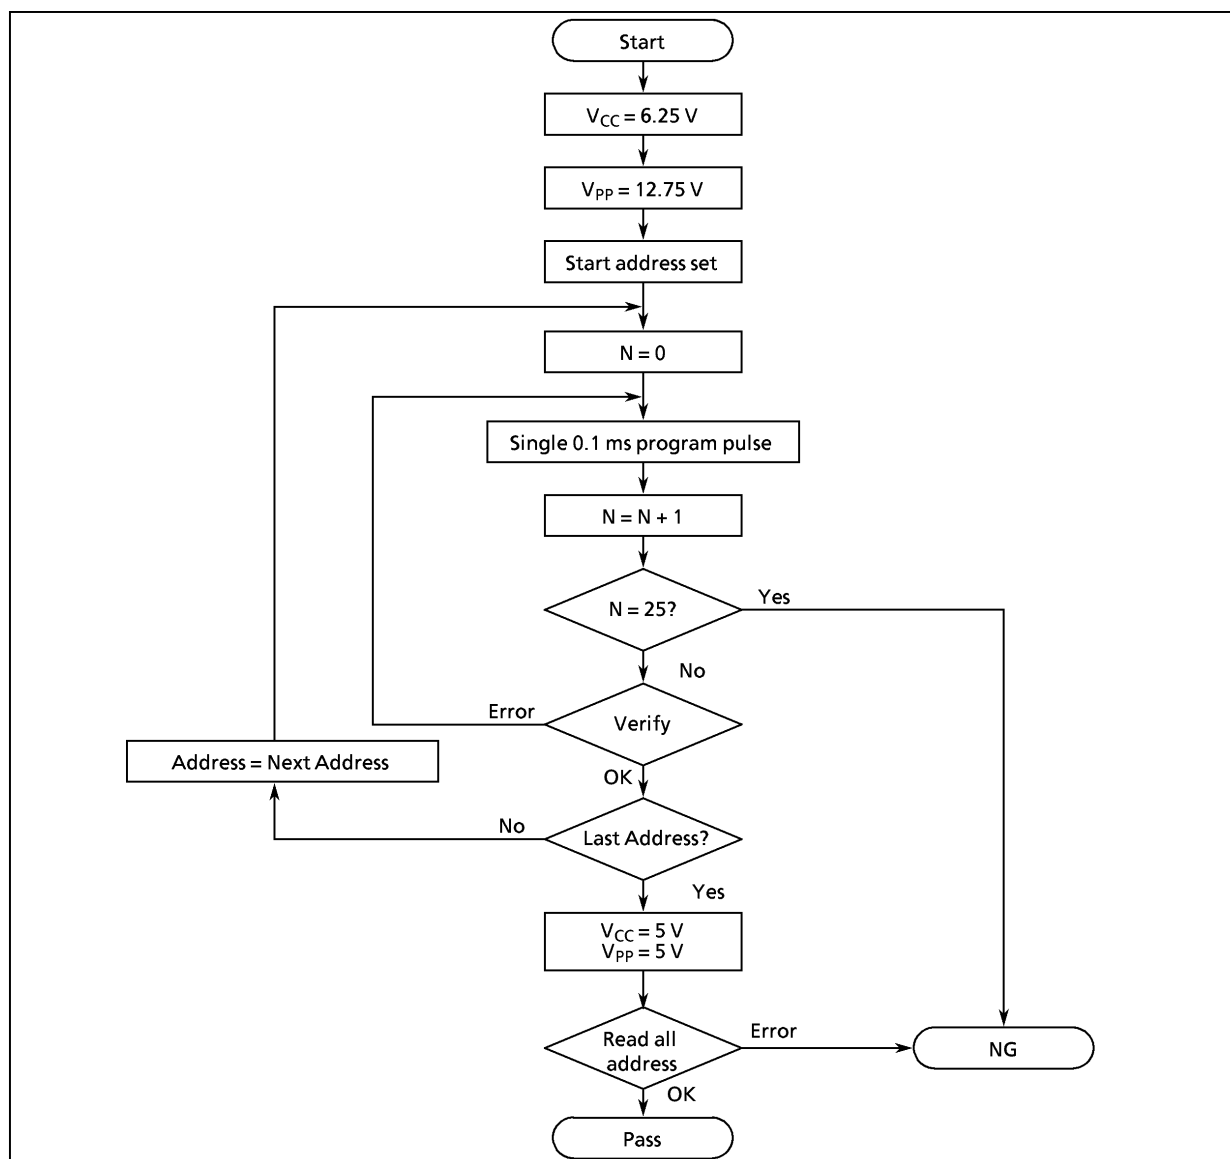 Start
VCC = 6.25 V
VPP = 12.75 V
Start address set
N = 0
Single 0.1 ms program pulse
N = N + 1
N = 25?
Yes
No
Error
Verify
Address = Next Address
OK
No
Last Address?
Yes
VCC = 5 V
VPP = 5 V
Read all
address
Error
NG
OK
Pass